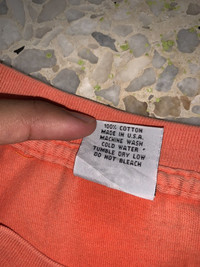 100% COTTON
MADE IN U.S.A.
MACHINE WASH
COLD WATER
TUMBLE DRY LOW
DO NOT BLEACH